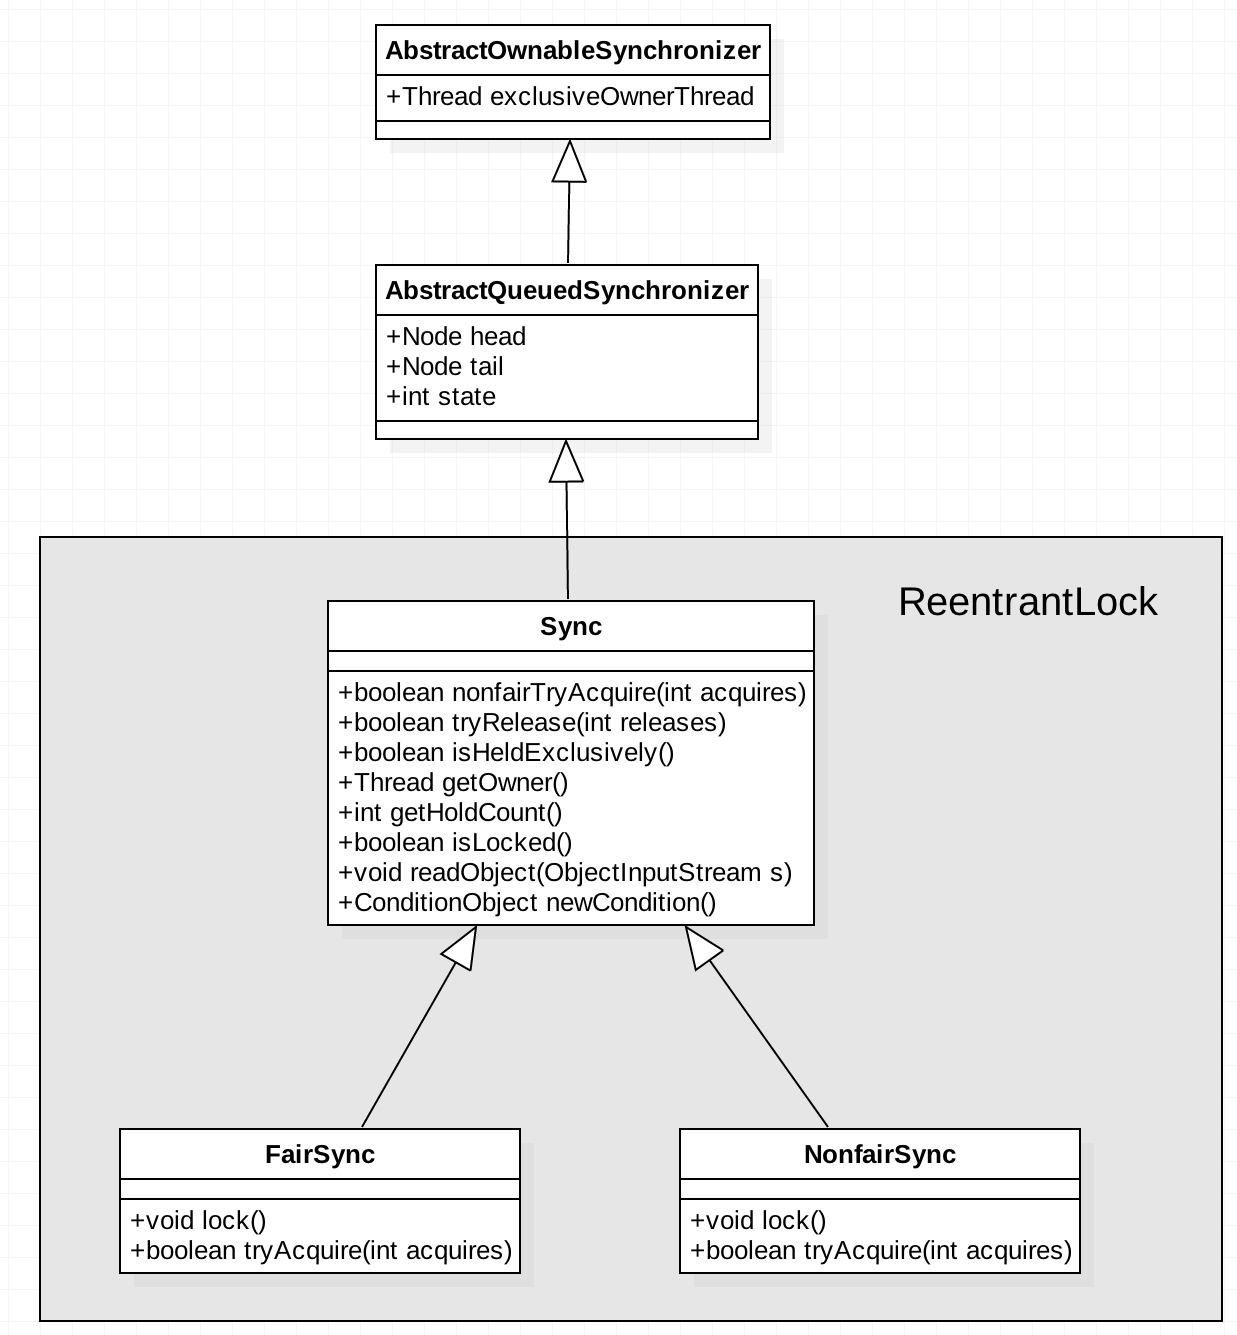 AbstractOwnableSynchronizer
+Thread exclusiveOwnerThread
AbstractQueuedSynchronizer
+Node head
+Node tail
+int state
ReentrantLock
Sync
+boolean nonfairTryAcquire(int acquires)
+boolean tryRelease(int releases)
+boolean isHeldExclusively()
+Thread getOwner()
+int getHoldCount()
+boolean isLocked()
+void readObject(ObjectInputStream s)
+ConditionObject newCondition()
FairSync
+void lock()
+boolean tryAcquire(int acquires)
NonfairSync
+void lock()
+boolean tryAcquire(int acquires)